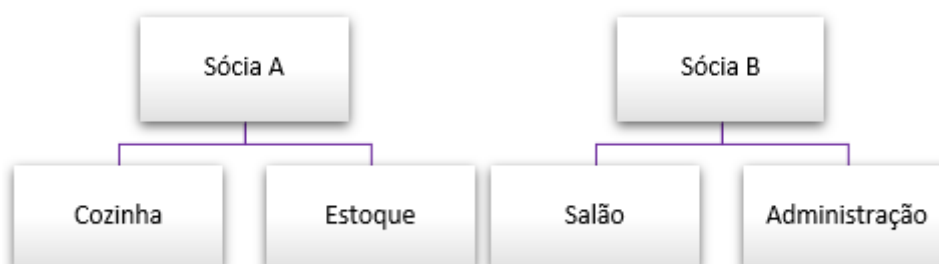 Sócia A
Sócia B
Cozinha
Estoque
Salão
Administração